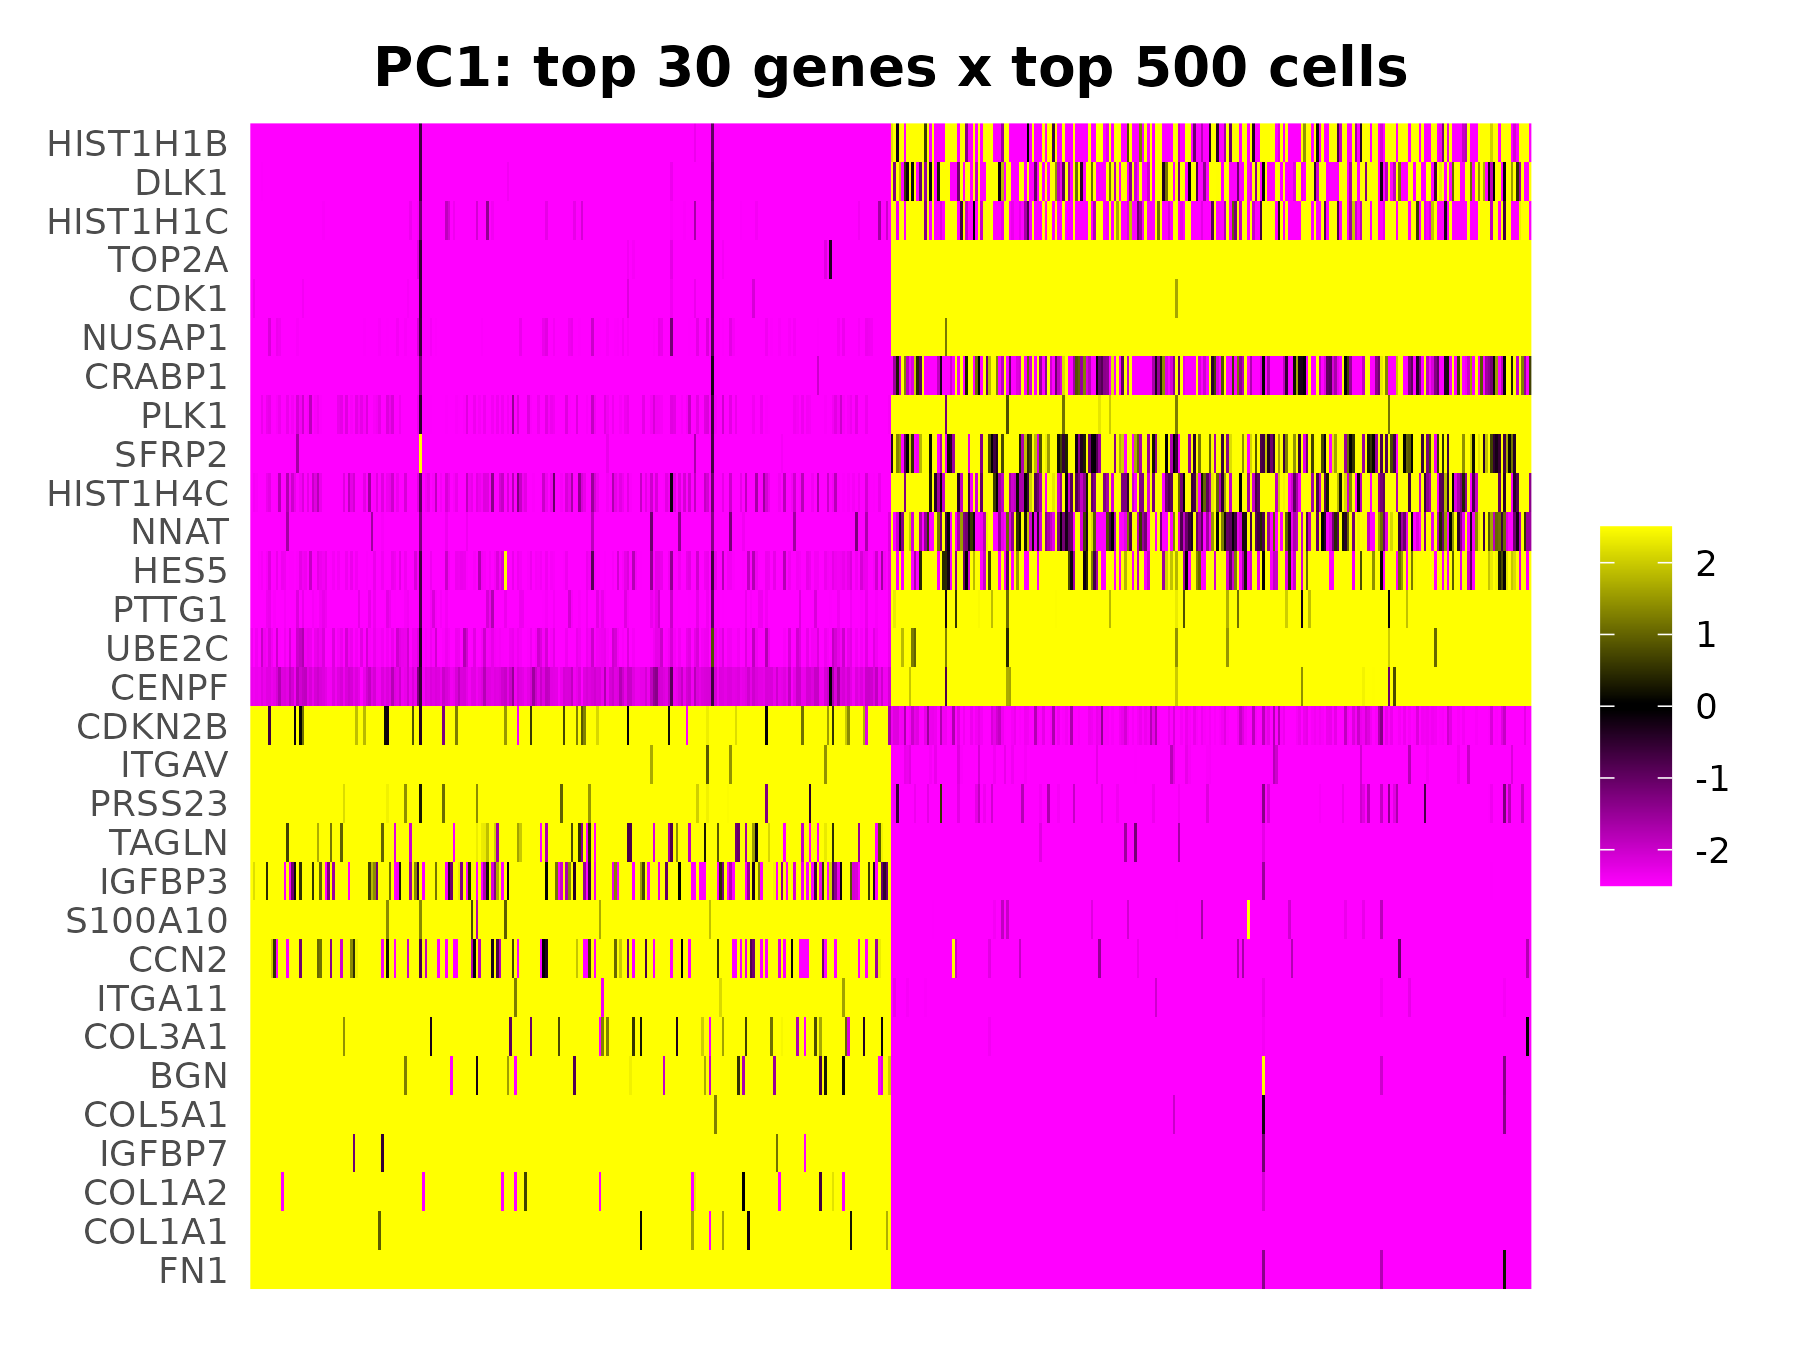 PC1: top 30 genes x top 500 cells
HIST1H1B
DLK1
HIST1H1C
TOP2A
CDK1
NUSAP1
CRABP1
PLK1
SFRP2
HIST1H4C
NNAT
HES5
PTTG1
UBE2C
CENPF
CDKN2B
ITGAV
PRSS23
TAGLN
IGFBP3
S100A10
CCN2
ITGA11
COL3A1
BGN
COL5A1
IGFBP7
COL1A2
COL1A1
FN1
2
1
0
-1
-2